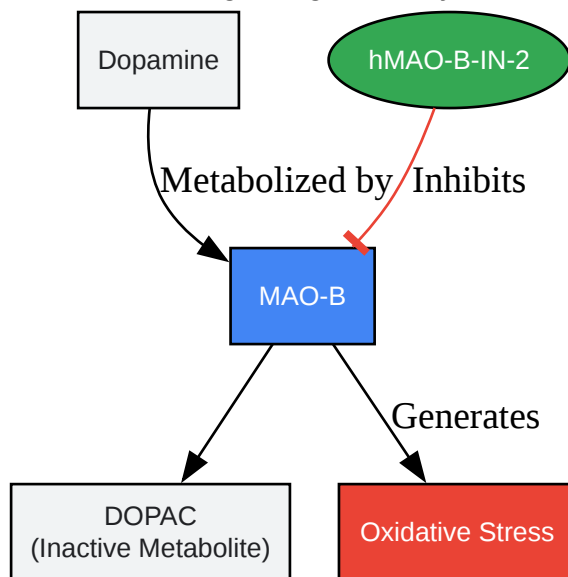 Dopamine
hMAO-B-IN-2
Metabolized by
Inhibits
MAO-B
Generates
DOPAC
(Inactive Metabolite)
Oxidative Stress